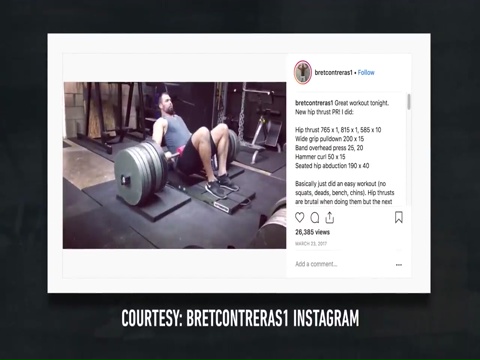 bretcontreras1 • Follow
bretcontreras1 Great workout tonight.
New hip thrust PR! I did:
Hip thrust 765 x 1, 815 x 1, 585 x 10
Wide grip pulldown 200 x 15
Band overhead press 25, 20
Hammer curl 50 x 15
Seated hip abduction 190 x 40
Basically just did an easy workout (no
squats, deads, bench, chins). Hip thrusts
are brutal when doing them but the next
26,385 views
MARCH 23, 2017
Add a comment...
COURTESY: BRETCONTRERAS1 INSTAGRAM